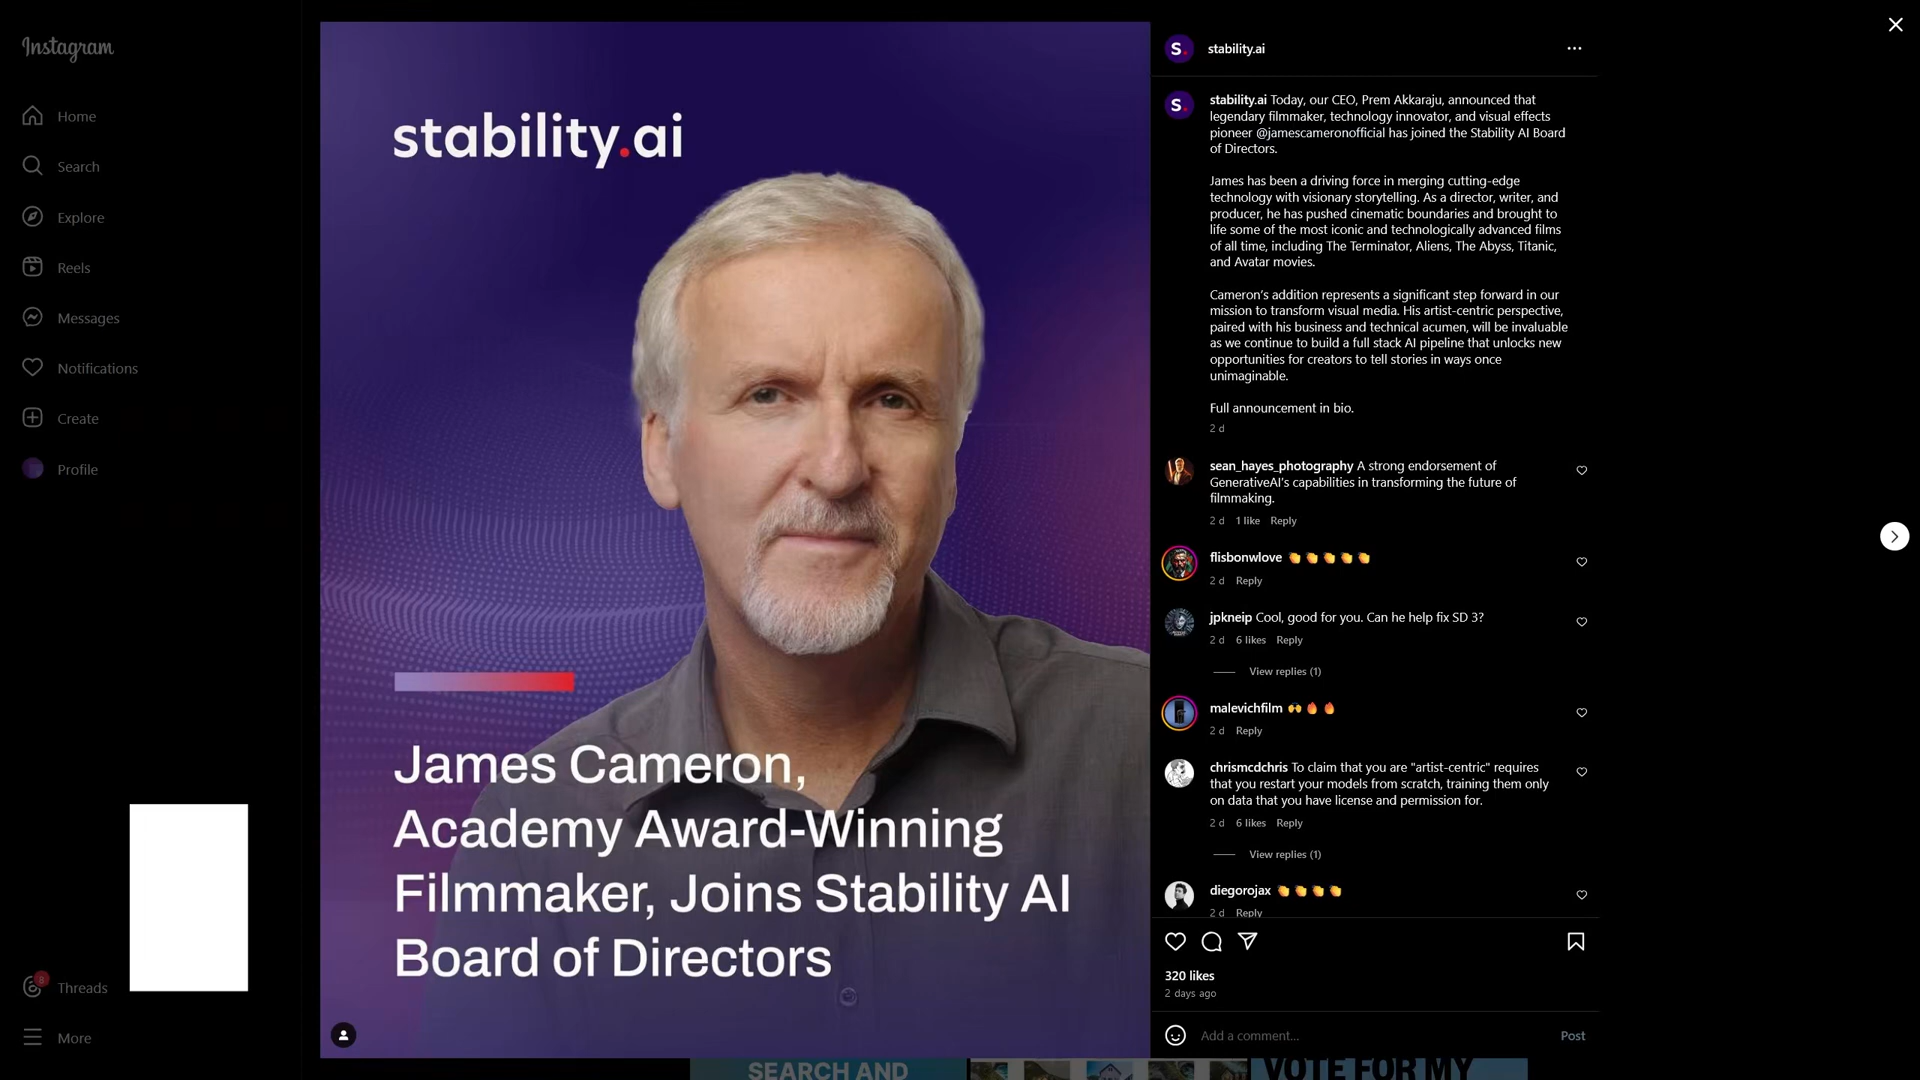 Instagram
Home
Search
Explore
Reels
Messages
Notifications
Create
Profile
8
Threads
More
stability.ai
James Cameron,
Academy Award-Winning
Filmmaker, Joins Stability AI
Board of Directors
S.
stability.ai
S.
stability.ai Today, our CEO, Prem Akkaraju, announced that
legendary filmmaker, technology innovator, and visual effects
pioneer @jamescameronofficial has joined the Stability AI Board
of Directors.
James has been a driving force in merging cutting-edge
technology with visionary storytelling. As a director, writer, and
producer, he has pushed cinematic boundaries and brought to
life some of the most iconic and technologically advanced films
of all time, including The Terminator, Aliens, The Abyss, Titanic,
and Avatar movies.
Cameron’s addition represents a significant step forward in our
mission to transform visual media. His artist-centric perspective,
paired with his business and technical acumen, will be invaluable
as we continue to build a full stack AI pipeline that unlocks new
opportunities for creators to tell stories in ways once
unimaginable.
Full announcement in bio.
2 d
sean_hayes_photography A strong endorsement of
GenerativeAI's capabilities in transforming the future of
filmmaking.
2 d 1 like Reply
flisbonwlove 👏👏👏👏👏
2 d Reply
jpkneip Cool, good for you. Can he help fix SD 3?
2 d 6 likes Reply
View replies (1)
malevichfilm 🙌🔥🔥
2 d Reply
chrismcdchris To claim that you are "artist-centric" requires
that you restart your models from scratch, training them only
on data that you have license and permission for.
2 d 6 likes Reply
View replies (1)
diegorojax 👏👏👏👏
2 d Reply
320 likes
2 days ago
Add a comment... Post
SEARCH AND
VOTE FOR MY